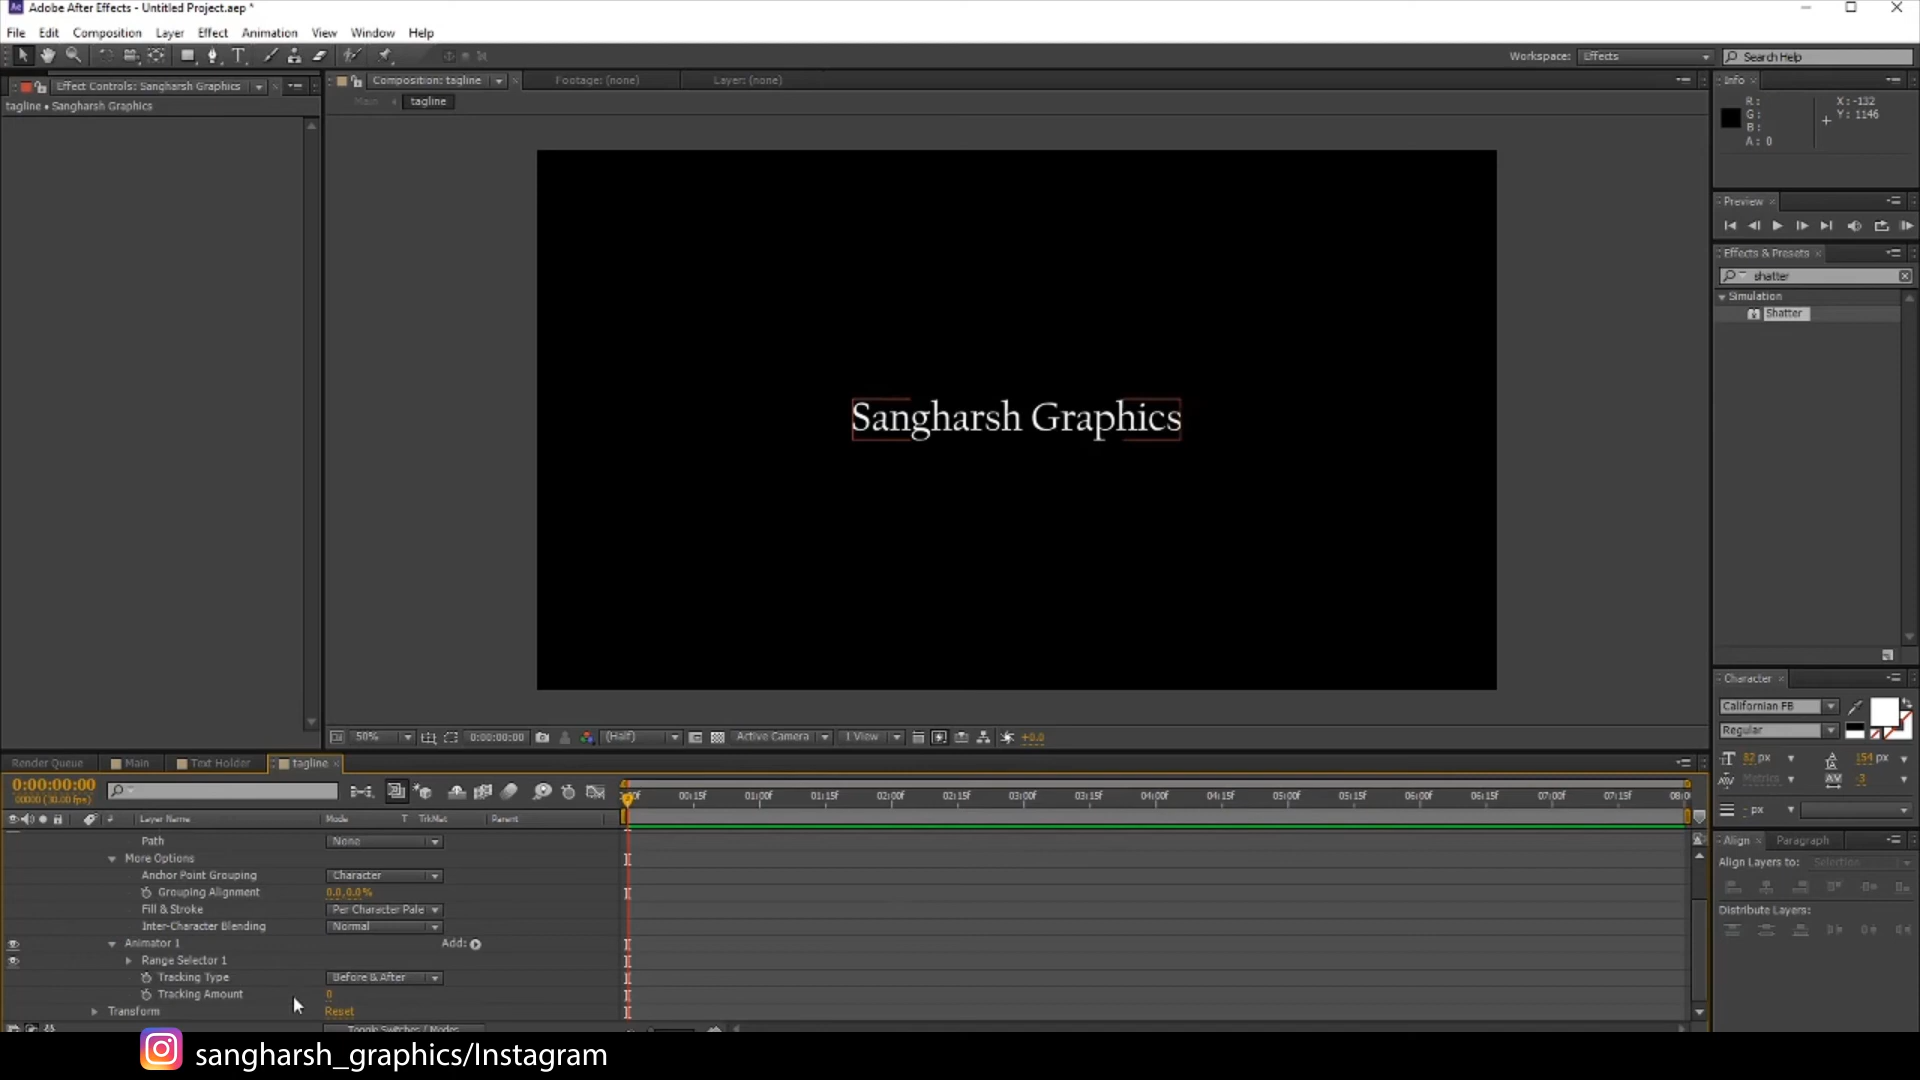 Adobe After Effects - Untitled Project.aep *
File Edit Composition Layer Effect Animation View Window Help
Workspace: Effects Search Help
Effect Controls: Sangharsh Graphics
tagline • Sangharsh Graphics
Composition: tagline
Footage: (none)
Layer: (none)
Main tagline
Info
R:
G:
B:
A: 0
X: -132
Y: 1146
Preview
Effects & Presets
shatter
Simulation
Shatter
Sangharsh Graphics
50% 0:00:00:00 (Half) Active Camera 1 View +0.0
Character
Californian FB
Regular
82 px 154 px
Metrics -3
- px
Align Paragraph
Align Layers to: Selection
Distribute Layers:
Render Queue Main Text Holder tagline
0:00:00:00
00000 (30.00 fps)
00:15f 01:00f 01:15f 02:00f 02:15f 03:00f 03:15f 04:00f 04:15f 05:00f 05:15f 06:00f 06:15f 07:00f 07:15f 08:0
# Layer Name Mode T TrkMat Parent
Path None
More Options
Anchor Point Grouping Character
Grouping Alignment 0.0,0.0%
Fill & Stroke Per Character Pale
Inter-Character Blending Normal
Animator 1 Add:
Range Selector 1
Tracking Type Before & After
Tracking Amount 0
Transform Reset
Toggle Switches / Modes
sangharsh_graphics/Instagram